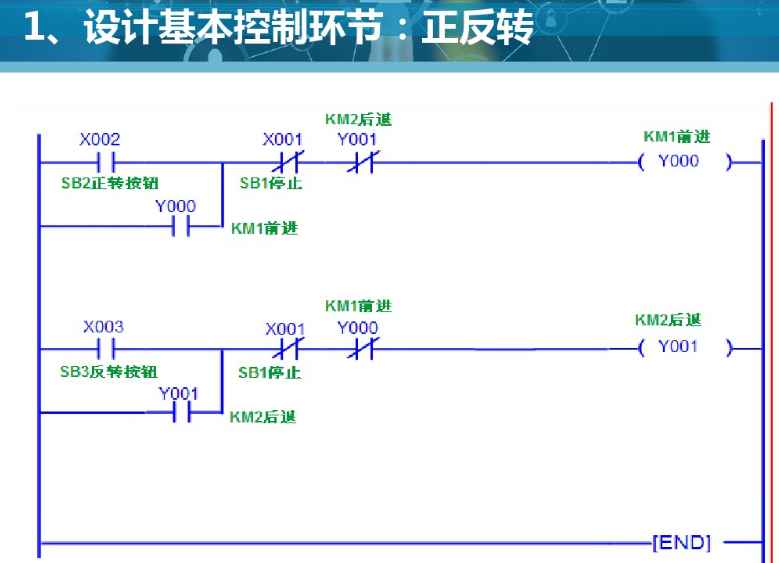 1、设计基本控制环节：正反转
KM2后退
X002 X001 Y001 KM1前进
( Y000 )
SB2正转按钮 SB1停止
Y000
KM1前进
KM1前进
X003 X001 Y000 KM2后退
( Y001 )
SB3反转按钮 SB1停止
Y001
KM2后退
[END]